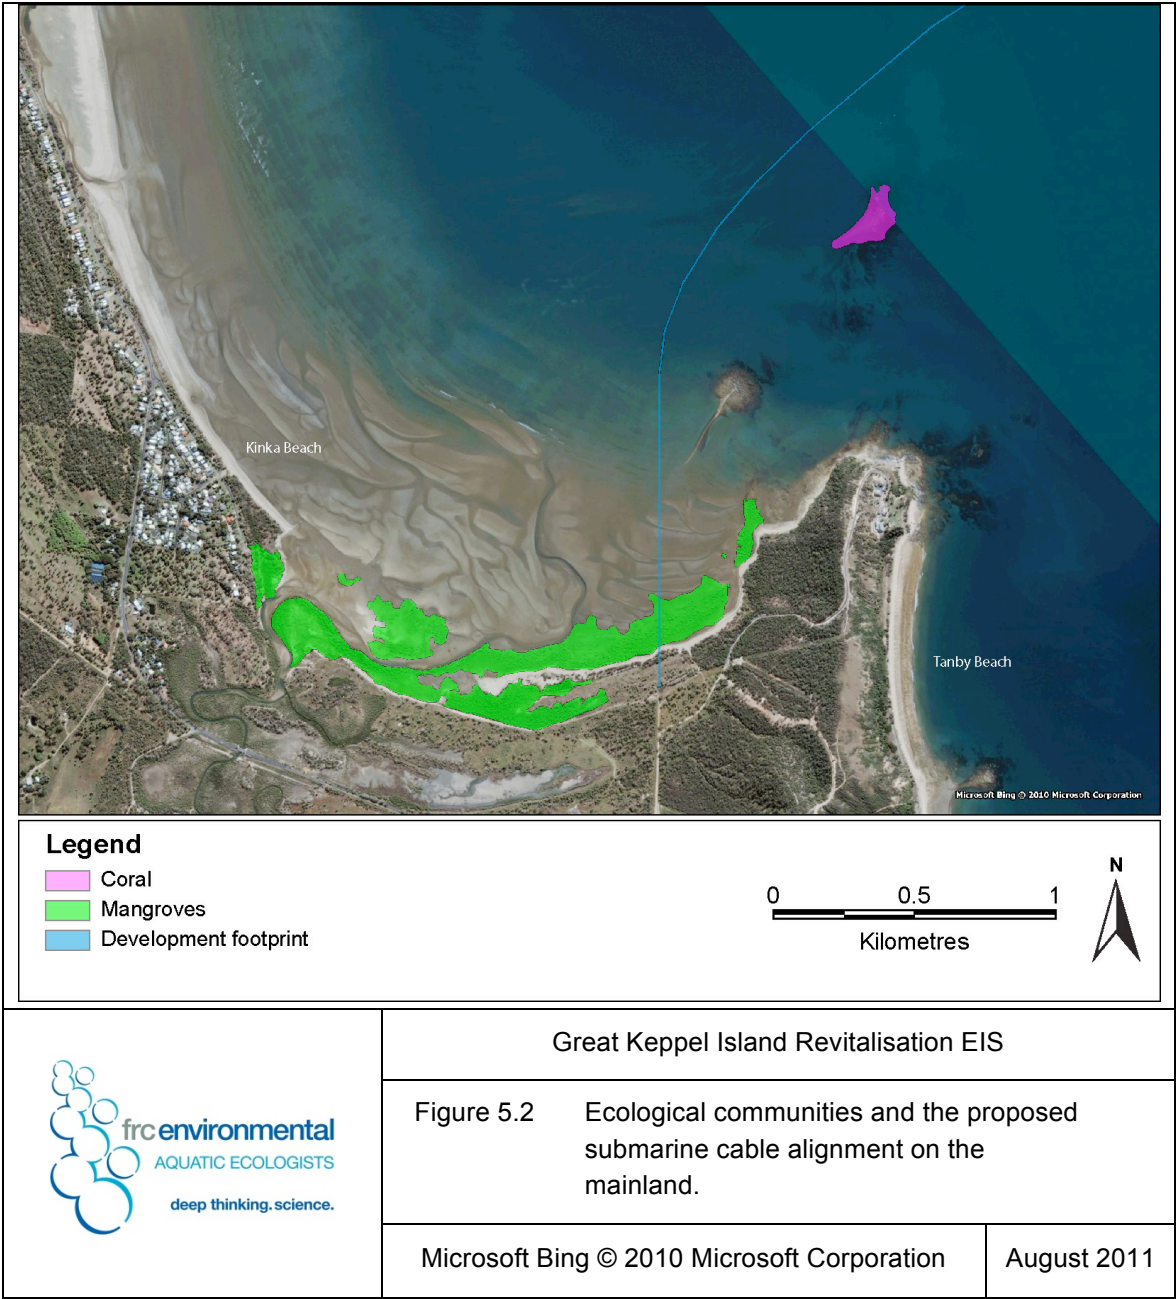 Kinka Beach
Tanby Beach
Microsoft Bing © 2010 Microsoft Corporation
Legend
Coral
Mangroves
Development footprint
0 0.5 1
Kilometres
N
frc environmental
AQUATIC ECOLOGISTS
deep thinking. science.
Great Keppel Island Revitalisation EIS
Figure 5.2 Ecological communities and the proposed
submarine cable alignment on the
mainland.
Microsoft Bing © 2010 Microsoft Corporation
August 2011